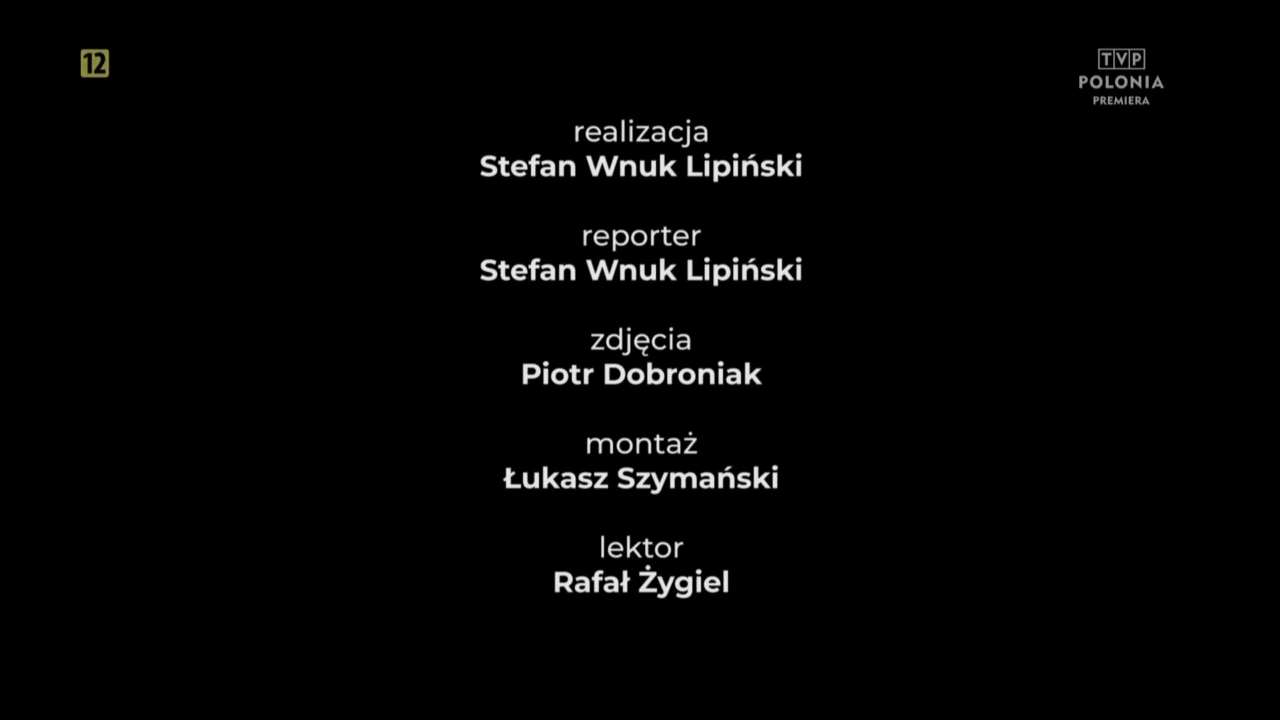 12
TVP
POLONIA
PREMIERA
realizacja
Stefan Wnuk Lipiński
reporter
Stefan Wnuk Lipiński
zdjęcia
Piotr Dobroniak
montaż
Łukasz Szymański
lektor
Rafał Żygiel